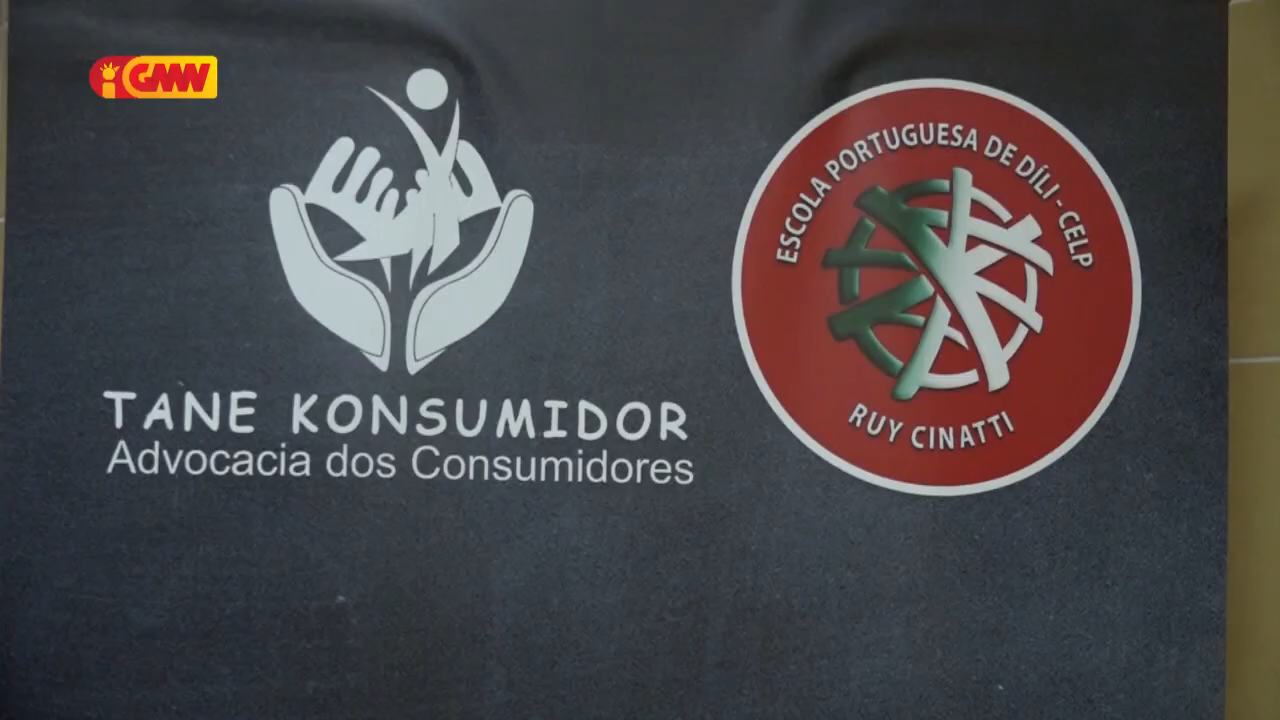 GMN
TANE KONSUMIDOR
Advocacia dos Consumidores
ESCOLA PORTUGUESA DE DÍLI - CELP
RUY CINATTI